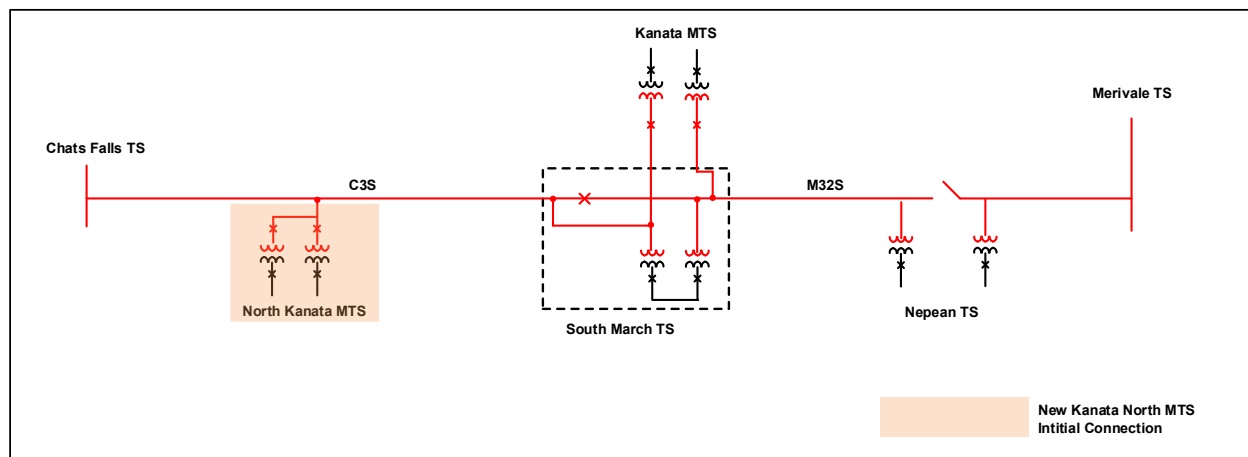 Kanata MTS
Merivale TS
Chats Falls TS
C3S
M32S
North Kanata MTS
South March TS
Nepean TS
New Kanata North MTS
Intitial Connection